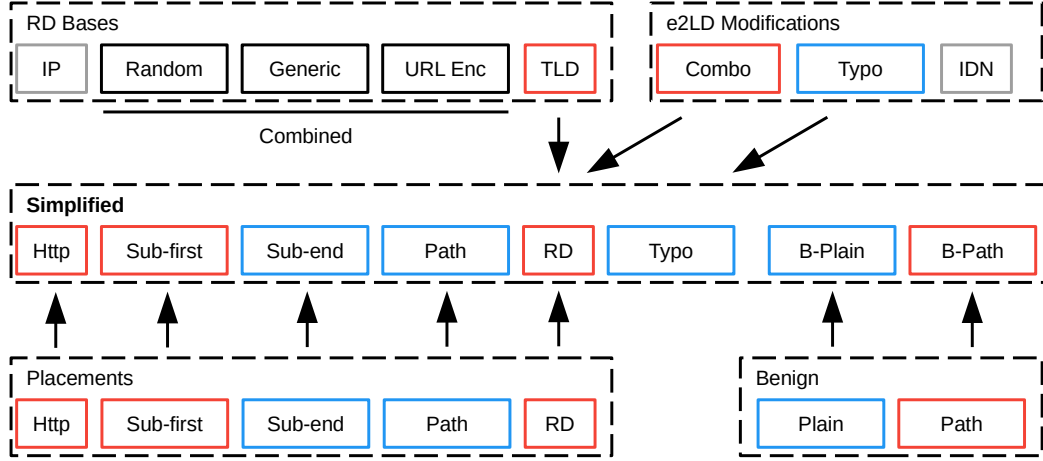 RD Bases
IP Random Generic URL Enc TLD
Combined
e2LD Modifications
Combo Typo IDN
Simplified
Http Sub-first Sub-end Path RD Typo B-Plain B-Path
Placements
Http Sub-first Sub-end Path RD
Benign
Plain Path